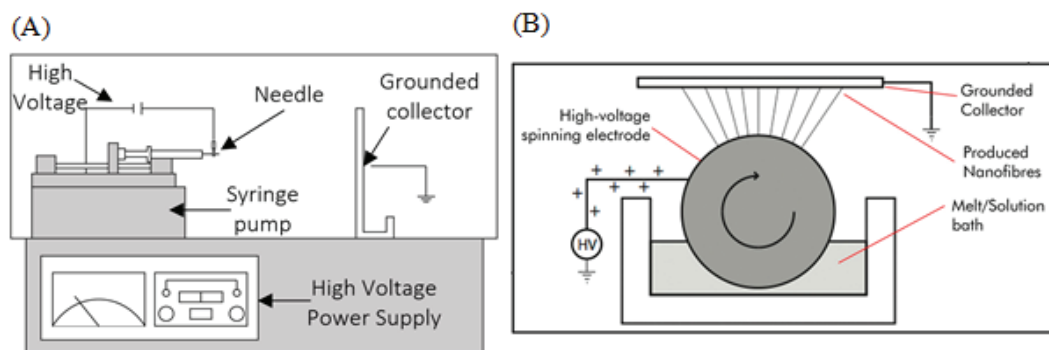 (A)
High
Voltage
Needle
Grounded
collector
Syringe
pump
High Voltage
Power Supply
(B)
High-voltage
spinning electrode
Grounded
Collector
Produced
Nanofibres
Melt/Solution
bath
HV
+ + + +
+ + +
+ +